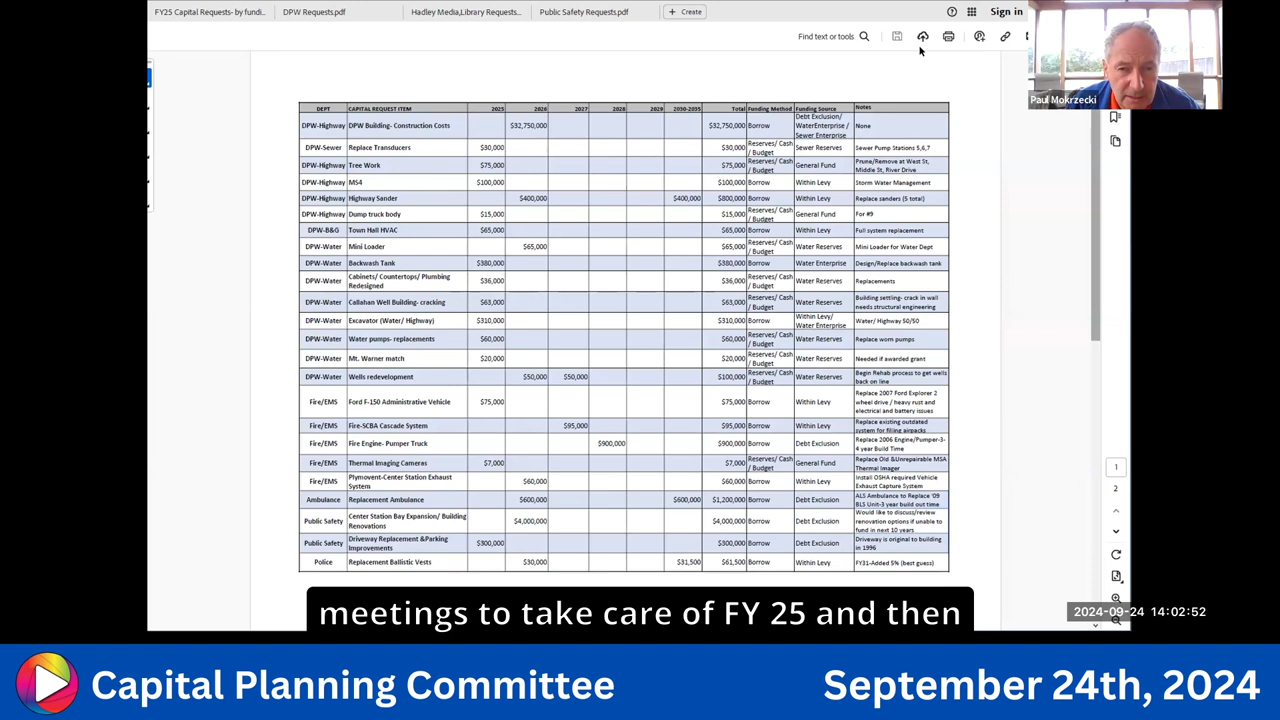 FY25 Capital Requests- by fundi... DPW Requests.pdf Hadley Media,Library Requests... Public Safety Requests.pdf + Create Sign in
Find text or tools
Paul Mokrzecki
DEPT CAPITAL REQUEST ITEM 2025 2026 2027 2028 2029 2030-2035 Total Funding Method Funding Source Notes
DPW-Highway DPW Building- Construction Costs $32,750,000 $32,750,000 Borrow Debt Exclusion/ WaterEnterprise / Sewer Enterprise None
DPW-Sewer Replace Transducers $30,000 $30,000 Reserves/ Cash / Budget Sewer Reserves Sewer Pump Stations 5,6,7
DPW-Highway Tree Work $75,000 $75,000 Reserves/ Cash / Budget General Fund Prune/Remove at West St, Middle St, River Drive
DPW-Highway MS4 $100,000 $100,000 Borrow Within Levy Storm Water Management
DPW-Highway Highway Sander $400,000 $400,000 $800,000 Borrow Within Levy Replace sanders (5 total)
DPW-Highway Dump truck body $15,000 $15,000 Reserves/ Cash / Budget General Fund For #9
DPW-B&G Town Hall HVAC $65,000 $65,000 Borrow Within Levy Full system replacement
DPW-Water Mini Loader $65,000 $65,000 Reserves/ Cash / Budget Water Reserves Mini Loader for Water Dept
DPW-Water Backwash Tank $380,000 $380,000 Borrow Water Enterprise Design/Replace backwash tank
DPW-Water Cabinets/ Countertops/ Plumbing Redesigned $36,000 $36,000 Reserves/ Cash / Budget Water Reserves Replacements
DPW-Water Callahan Well Building- cracking $63,000 $63,000 Reserves/ Cash / Budget Water Reserves Building settling- crack in wall needs structural engineering
DPW-Water Excavator (Water/ Highway) $310,000 $310,000 Borrow Within Levy/ Water Enterprise Water/ Highway 50/50
DPW-Water Water pumps- replacements $60,000 $60,000 Reserves/ Cash / Budget Water Reserves Replace worn pumps
DPW-Water Mt. Warner match $20,000 $20,000 Reserves/ Cash / Budget Water Reserves Needed if awarded grant
DPW-Water Wells redevelopment $50,000 $50,000 $100,000 Reserves/ Cash / Budget Water Reserves Begin Rehab process to get wells back on line
Fire/EMS Ford F-150 Administrative Vehicle $75,000 $75,000 Borrow Within Levy Replace 2007 Ford Explorer 2 wheel drive / heavy rust and electrical and battery issues
Fire/EMS Fire-SCBA Cascade System $95,000 $95,000 Borrow Within Levy Replace existing outdated system for filling airpacks
Fire/EMS Fire Engine- Pumper Truck $900,000 $900,000 Borrow Debt Exclusion Replace 2006 Engine/Pumper-3-4 year Build Time
Fire/EMS Thermal Imaging Cameras $7,000 $7,000 Reserves/ Cash / Budget General Fund Replace Old &Unrepairable MSA Thermal Imager
Fire/EMS Plymovent-Center Station Exhaust System $60,000 $60,000 Borrow Within Levy Install OSHA required Vehicle Exhaust Capture System
Ambulance Replacement Ambulance $600,000 $600,000 $1,200,000 Borrow Debt Exclusion ALS Ambulance to Replace '09 BLS Unit-3 year build out time
Public Safety Center Station Bay Expansion/ Building Renovations $4,000,000 $4,000,000 Borrow Debt Exclusion Would like to discuss/review renovation options if unable to fund in next 10 years
Public Safety Driveway Replacement &Parking Improvements $300,000 $300,000 Borrow Debt Exclusion Driveway is original to building in 1996
Police Replacement Ballistic Vests $30,000 $31,500 $61,500 Borrow Within Levy FY31-Added 5% (best guess)
1
2
meetings to take care of FY 25 and then
2024-09-24 14:02:52
Capital Planning Committee September 24th, 2024